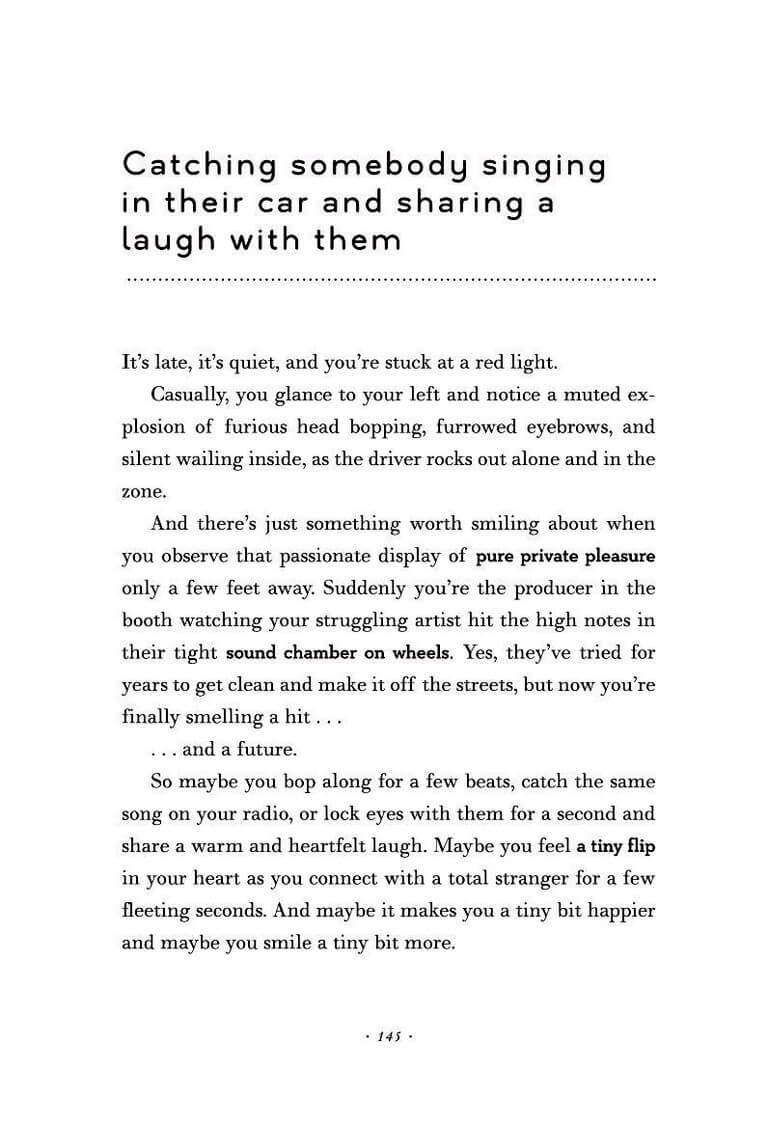 Catching somebody singing
in their car and sharing a
laugh with them
It’s late, it’s quiet, and you’re stuck at a red light.
Casually, you glance to your left and notice a muted ex-
plosion of furious head bopping, furrowed eyebrows, and
silent wailing inside, as the driver rocks out alone and in the
zone.
And there’s just something worth smiling about when
you observe that passionate display of pure private pleasure
only a few feet away. Suddenly you’re the producer in the
booth watching your struggling artist hit the high notes in
their tight sound chamber on wheels. Yes, they’ve tried for
years to get clean and make it off the streets, but now you’re
finally smelling a hit . . .
. . . and a future.
So maybe you bop along for a few beats, catch the same
song on your radio, or lock eyes with them for a second and
share a warm and heartfelt laugh. Maybe you feel a tiny flip
in your heart as you connect with a total stranger for a few
fleeting seconds. And maybe it makes you a tiny bit happier
and maybe you smile a tiny bit more.
· 145 ·